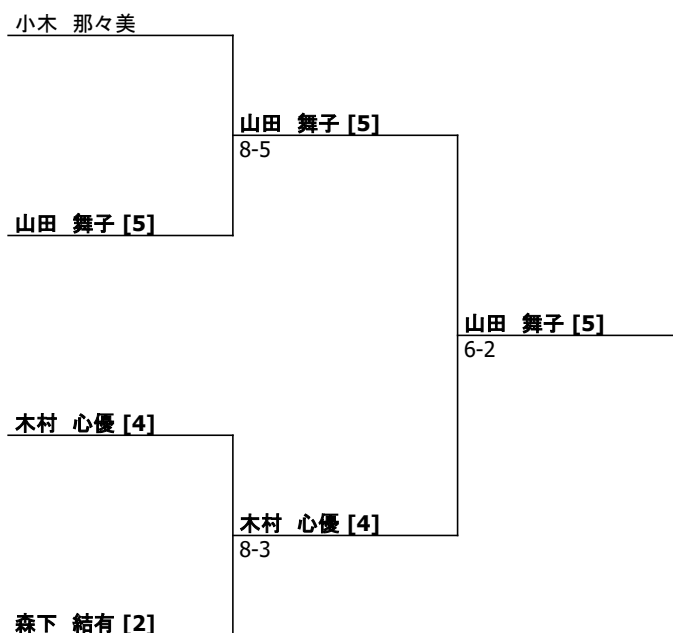 小木 那々美
山田 舞子 [5]
8-5
山田 舞子 [5]
山田 舞子 [5]
6-2
木村 心優 [4]
木村 心優 [4]
8-3
森下 結有 [2]